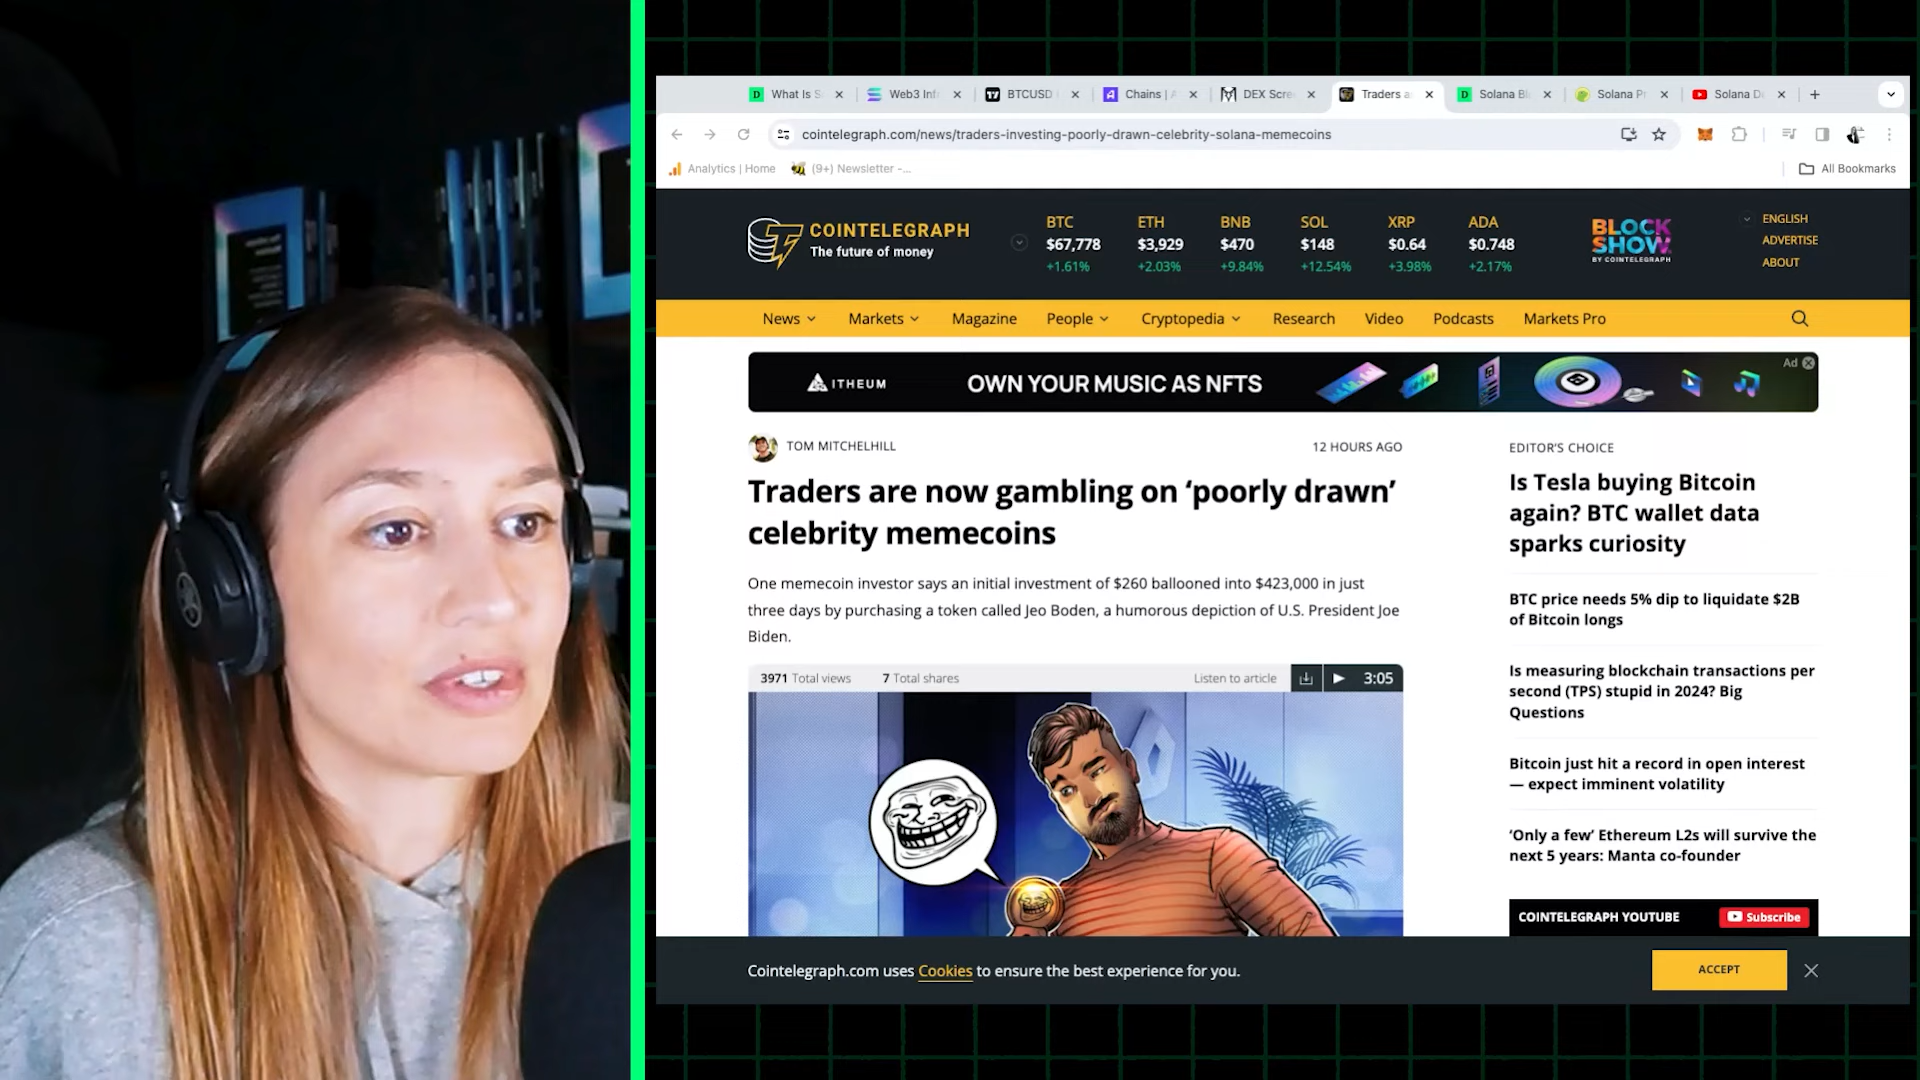 What Is S
Web3 Inf
BTCUSD
Chains | A
DEX Scre
Traders a
Solana Bl
Solana P
Solana D
cointelegraph.com/news/traders-investing-poorly-drawn-celebrity-solana-memecoins
Analytics | Home
(9+) Newsletter -...
All Bookmarks
COINTELEGRAPH
The future of money
BTC
$67,778
+1.61%
ETH
$3,929
+2.03%
BNB
$470
+9.84%
SOL
$148
+12.54%
XRP
$0.64
+3.98%
ADA
$0.748
+2.17%
BLOCK
SHOW.
BY COINTELEGRAPH
ENGLISH
ADVERTISE
ABOUT
News
Markets
Magazine
People
Cryptopedia
Research
Video
Podcasts
Markets Pro
ITHEUM
OWN YOUR MUSIC AS NFTS
Ad
TOM MITCHELHILL
12 HOURS AGO
Traders are now gambling on ‘poorly drawn’
celebrity memecoins
One memecoin investor says an initial investment of $260 ballooned into $423,000 in just
three days by purchasing a token called Jeo Boden, a humorous depiction of U.S. President Joe
Biden.
3971 Total views
7 Total shares
Listen to article
3:05
EDITOR’S CHOICE
Is Tesla buying Bitcoin
again? BTC wallet data
sparks curiosity
BTC price needs 5% dip to liquidate $2B
of Bitcoin longs
Is measuring blockchain transactions per
second (TPS) stupid in 2024? Big
Questions
Bitcoin just hit a record in open interest
— expect imminent volatility
‘Only a few’ Ethereum L2s will survive the
next 5 years: Manta co-founder
COINTELEGRAPH YOUTUBE
Subscribe
Cointelegraph.com uses Cookies to ensure the best experience for you.
ACCEPT